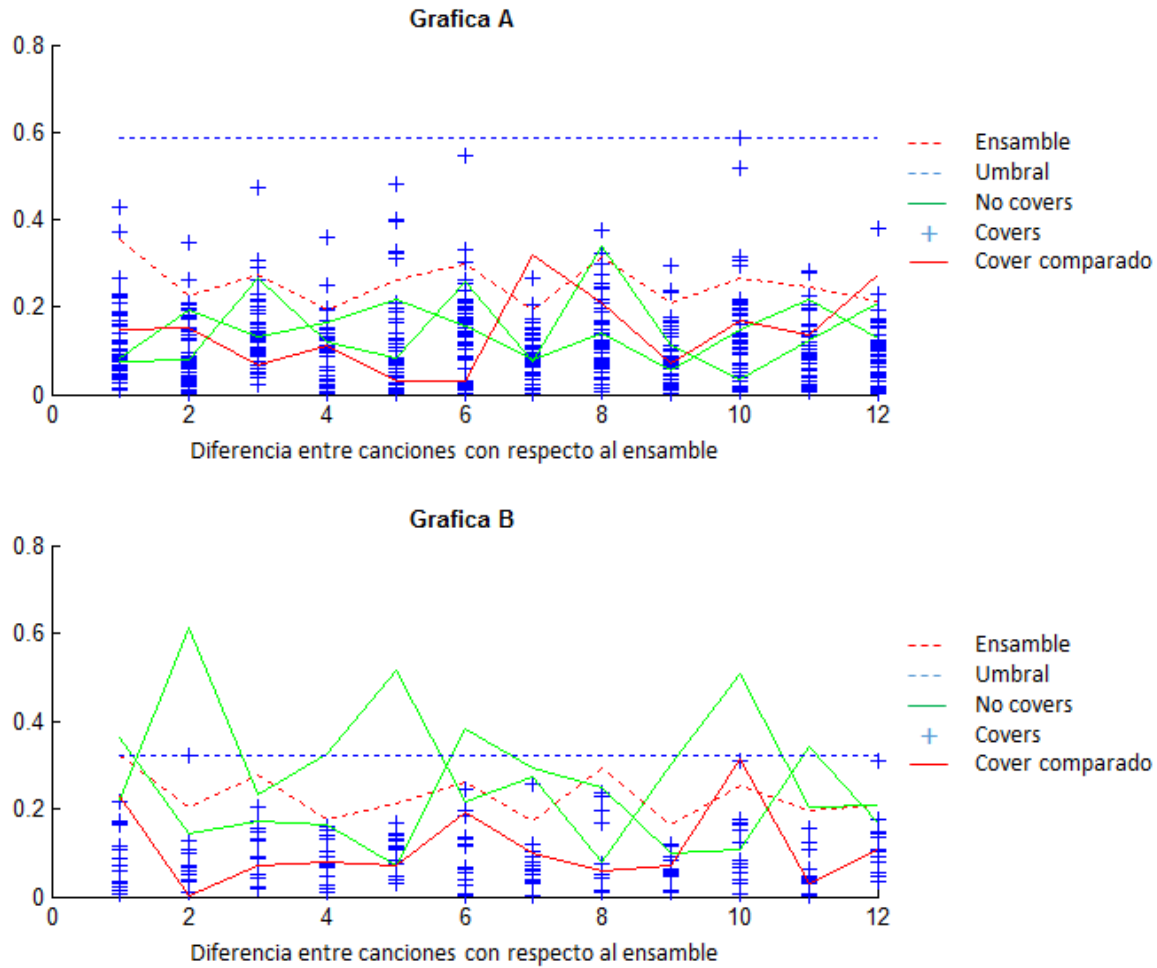 Grafica A
0.8
0.6
0.4
0.2
0
0 2 4 6 8 10 12
Ensamble
Umbral
No covers
Covers
Cover comparado
Diferencia entre canciones con respecto al ensamble
Grafica B
0.8
0.6
0.4
0.2
0
0 2 4 6 8 10 12
Ensamble
Umbral
No covers
Covers
Cover comparado
Diferencia entre canciones con respecto al ensamble